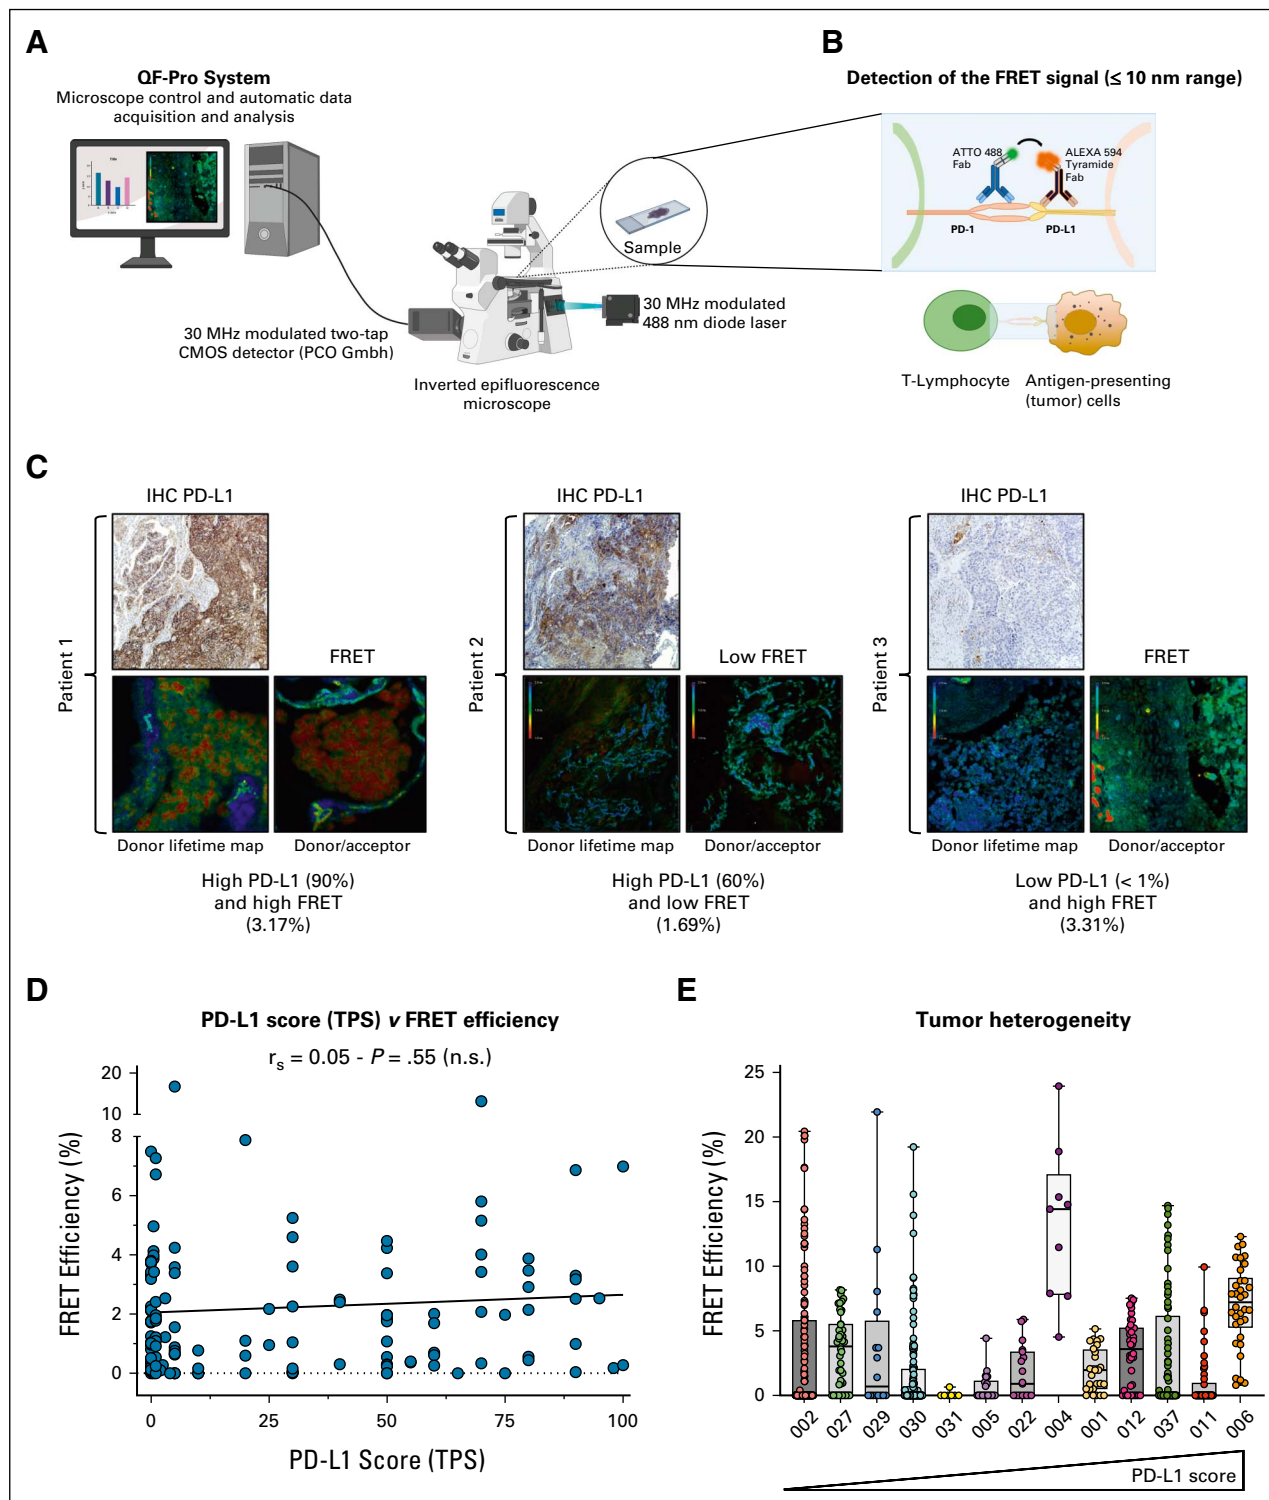 A
QF-Pro System
Microscope control and automatic data
acquisition and analysis
30 MHz modulated two-tap
CMOS detector (PCO Gmbh)
Inverted epifluorescence
microscope
Sample
30 MHz modulated
488 nm diode laser
B
Detection of the FRET signal (≤ 10 nm range)
ATTO 488
Fab
ALEXA 594
Tyramide
Fab
PD-1
PD-L1
T-Lymphocyte
Antigen-presenting
(tumor) cells
C
Patient 1
IHC PD-L1
FRET
Donor lifetime map
Donor/acceptor
High PD-L1 (90%)
and high FRET
(3.17%)
Patient 2
IHC PD-L1
Low FRET
Donor lifetime map
Donor/acceptor
High PD-L1 (60%)
and low FRET
(1.69%)
Patient 3
IHC PD-L1
FRET
Donor lifetime map
Donor/acceptor
Low PD-L1 (< 1%)
and high FRET
(3.31%)
D
PD-L1 score (TPS) v FRET efficiency
r_s = 0.05 - P = .55 (n.s.)
FRET Efficiency (%)
20
10
8
6
4
2
0
0 25 50 75 100
PD-L1 Score (TPS)
E
Tumor heterogeneity
FRET Efficiency (%)
25
20
15
10
5
0
002 027 029 030 031 005 022 004 001 012 037 011 006
PD-L1 score